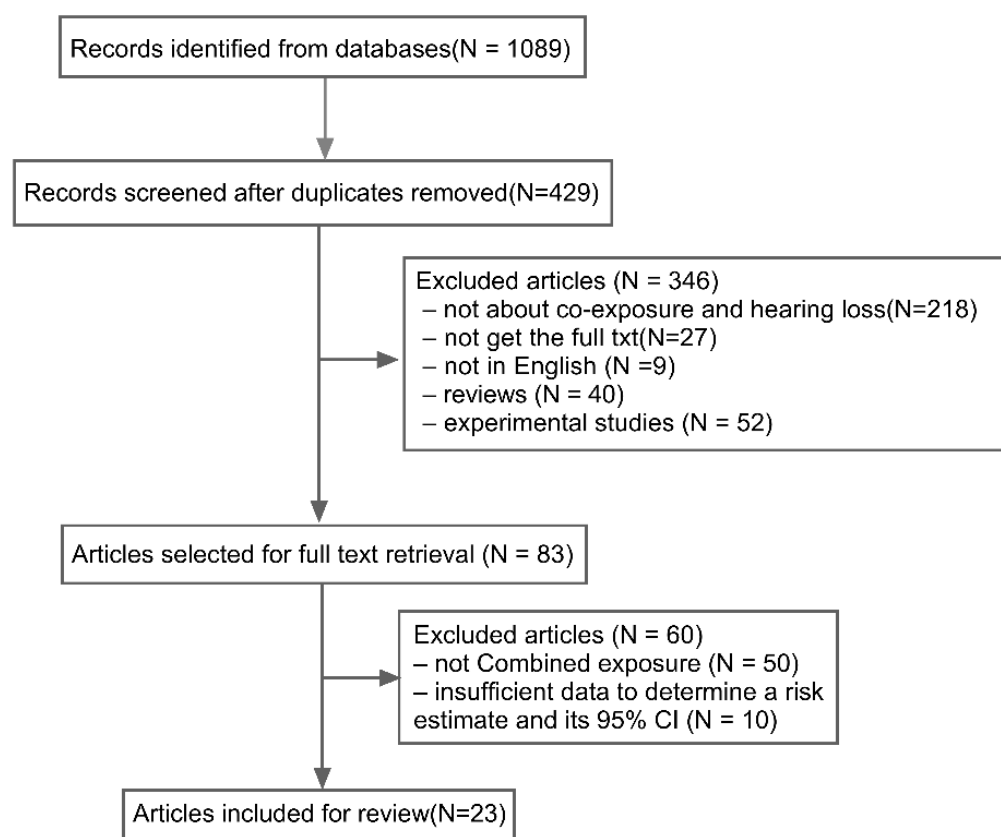 Records identified from databases(N = 1089)
Records screened after duplicates removed(N=429)
Excluded articles (N = 346)
– not about co-exposure and hearing loss(N=218)
– not get the full txt(N=27)
– not in English (N =9)
– reviews (N = 40)
– experimental studies (N = 52)
Articles selected for full text retrieval (N = 83)
Excluded articles (N = 60)
– not Combined exposure (N = 50)
– insufficient data to determine a risk
estimate and its 95% CI (N = 10)
Articles included for review(N=23)